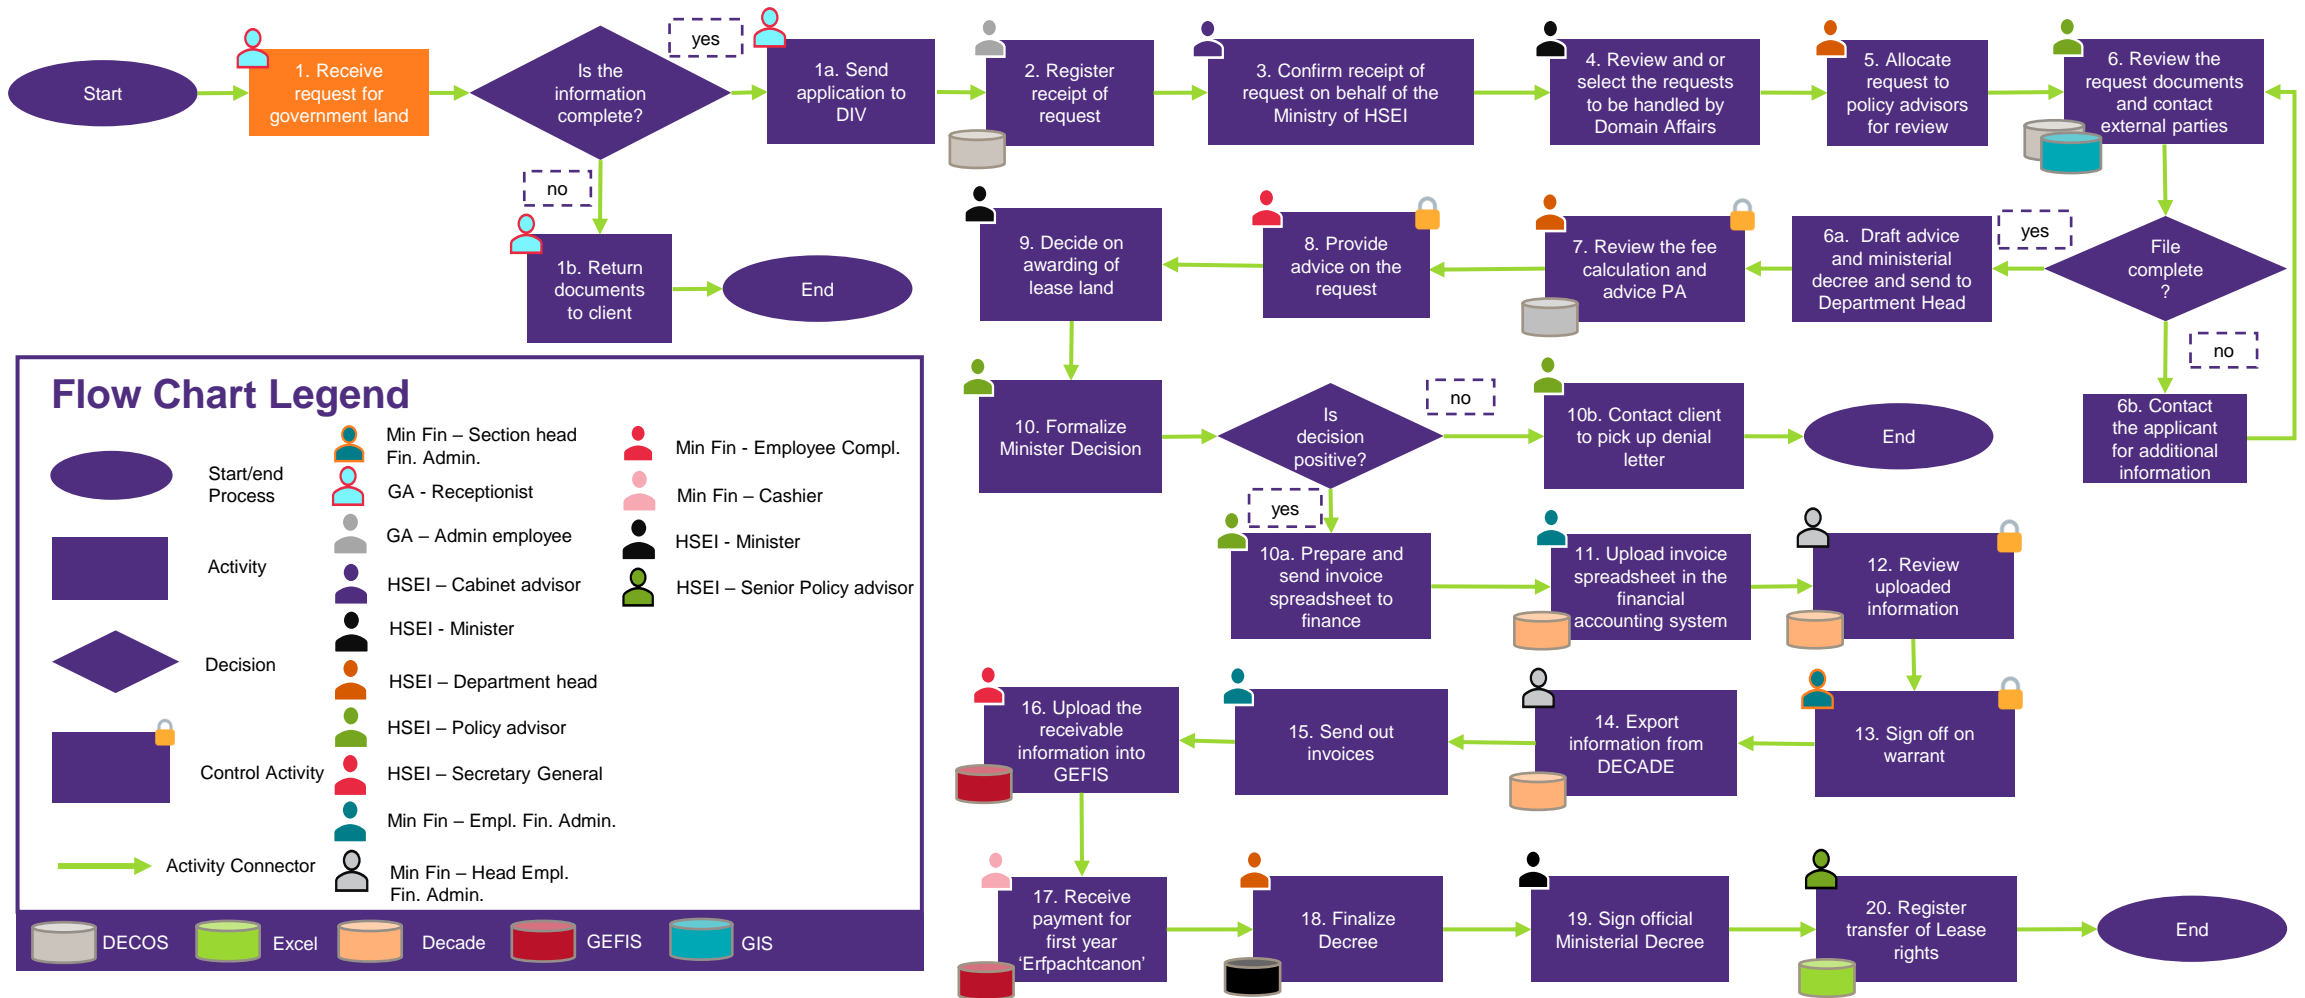 Start
1. Receive
request for
government land
Is the
information
complete?
yes
1a. Send
application to
DIV
2. Register
receipt of
request
3. Confirm receipt of
request on behalf of the
Ministry of HSEI
4. Review and or
select the requests
to be handled by
Domain Affairs
5. Allocate
request to
policy advisors
for review
6. Review the
request documents
and contact
external parties
no
1b. Return
documents
to client
End
9. Decide on
awarding of
lease land
8. Provide
advice on the
request
7. Review the fee
calculation and
advice PA
6a. Draft advice
and ministerial
decree and send to
Department Head
yes
File
complete
?
no
6b. Contact
the applicant
for additional
information
10. Formalize
Minister Decision
Is
decision
positive?
no
10b. Contact client
to pick up denial
letter
End
yes
10a. Prepare and
send invoice
spreadsheet to
finance
11. Upload invoice
spreadsheet in the
financial
accounting system
12. Review
uploaded
information
16. Upload the
receivable
information into
GEFIS
15. Send out
invoices
14. Export
information from
DECADE
13. Sign off on
warrant
17. Receive
payment for
first year
‘Erfpachtcanon’
18. Finalize
Decree
19. Sign official
Ministerial Decree
20. Register
transfer of Lease
rights
End
Flow Chart Legend
Start/end
Process
Activity
Decision
Control Activity
Activity Connector
Min Fin – Section head
Fin. Admin.
GA - Receptionist
GA – Admin employee
HSEI – Cabinet advisor
HSEI - Minister
HSEI – Department head
HSEI – Policy advisor
HSEI – Secretary General
Min Fin – Empl. Fin. Admin.
Min Fin – Head Empl.
Fin. Admin.
Min Fin - Employee Compl.
Min Fin – Cashier
HSEI - Minister
HSEI – Senior Policy advisor
DECOS
Excel
Decade
GEFIS
GIS